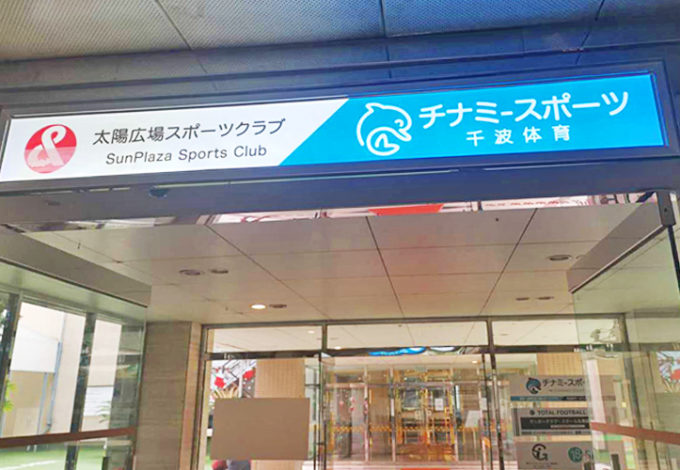 太陽広場スポーツクラブ
SunPlaza Sports Club
チナミースポーツ
千波体育
チナミースポーツ
TOTAL FOOTBALL